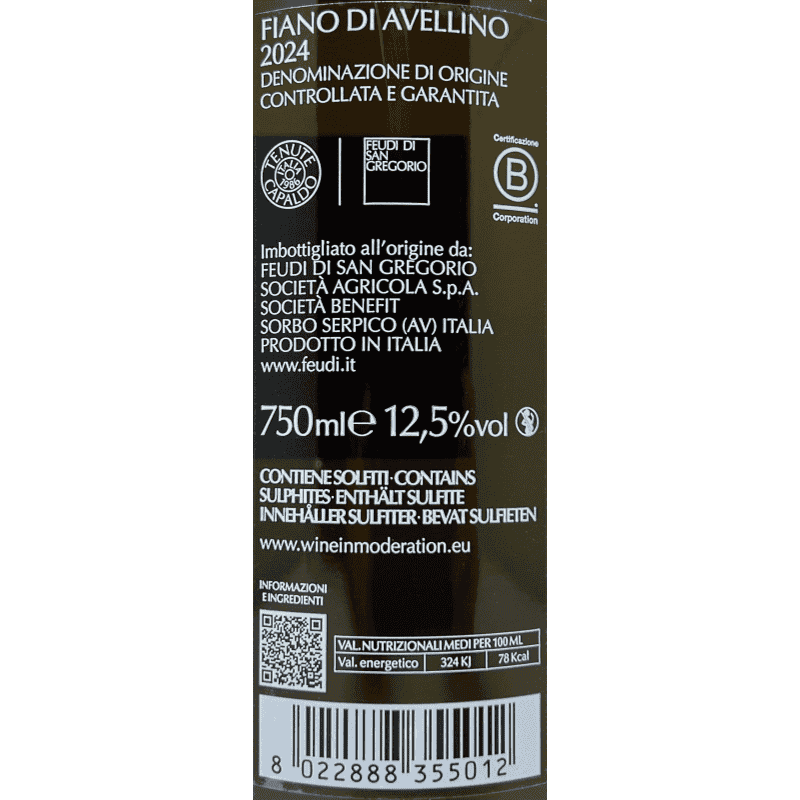 FIANO DI AVELLINO
2024
DENOMINAZIONE DI ORIGINE
CONTROLLATA E GARANTITA
TENUTE
CAPALDO
ITALIA
1986
FEUDI DI
SAN
GREGORIO
Certificazione
B
Corporation
Imbottigliato all'origine da:
FEUDI DI SAN GREGORIO
SOCIETÀ AGRICOLA S.p.A.
SOCIETÀ BENEFIT
SORBO SERPICO (AV) ITALIA
PRODOTTO IN ITALIA
www.feudi.it
750ml℮ 12,5%vol
CONTIENE SOLFITI·CONTAINS
SULPHITES·ENTHÄLT SULFITE
INNEHÅLLER SULFITER·BEVAT SULFIETEN
www.wineinmoderation.eu
INFORMAZIONI
E INGREDIENTI
VAL. NUTRIZIONALI MEDI PER 100 ML
Val. energetico 324 KJ 78 Kcal
8 022888 355012